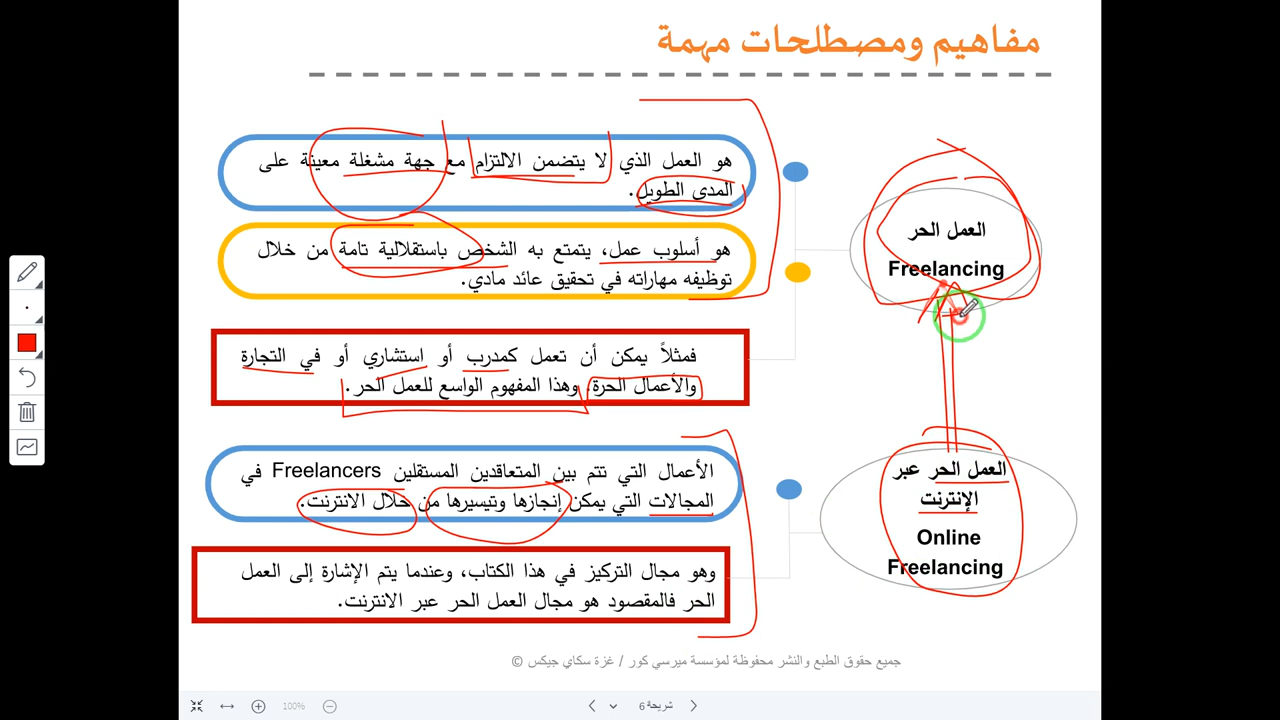 مفاهيم ومصطلحات مهمة
العمل الحر
Freelancing
هو العمل الذي لا يتضمن الالتزام مع جهة مشغلة معينة على
المدى الطويل.
هو أسلوب عمل، يتمتع به الشخص باستقلالية تامة من خلال
توظيفه مهاراته في تحقيق عائد مادي.
فمثلاً يمكن أن تعمل كمدرب أو استشاري أو في التجارة
والأعمال الحرة، وهذا المفهوم الواسع للعمل الحر.
العمل الحر عبر
الإنترنت
Online
Freelancing
الأعمال التي تتم بين المتعاقدين المستقلين Freelancers في
المجالات التي يمكن إنجازها وتيسيرها من خلال الانترنت.
وهو مجال التركيز في هذا الكتاب، وعندما يتم الإشارة إلى العمل
الحر فالمقصود هو مجال العمل الحر عبر الانترنت.
جميع حقوق الطبع والنشر محفوظة لمؤسسة ميرسي كور / غزة سكاي جيكس ©
100%
شريحة 6